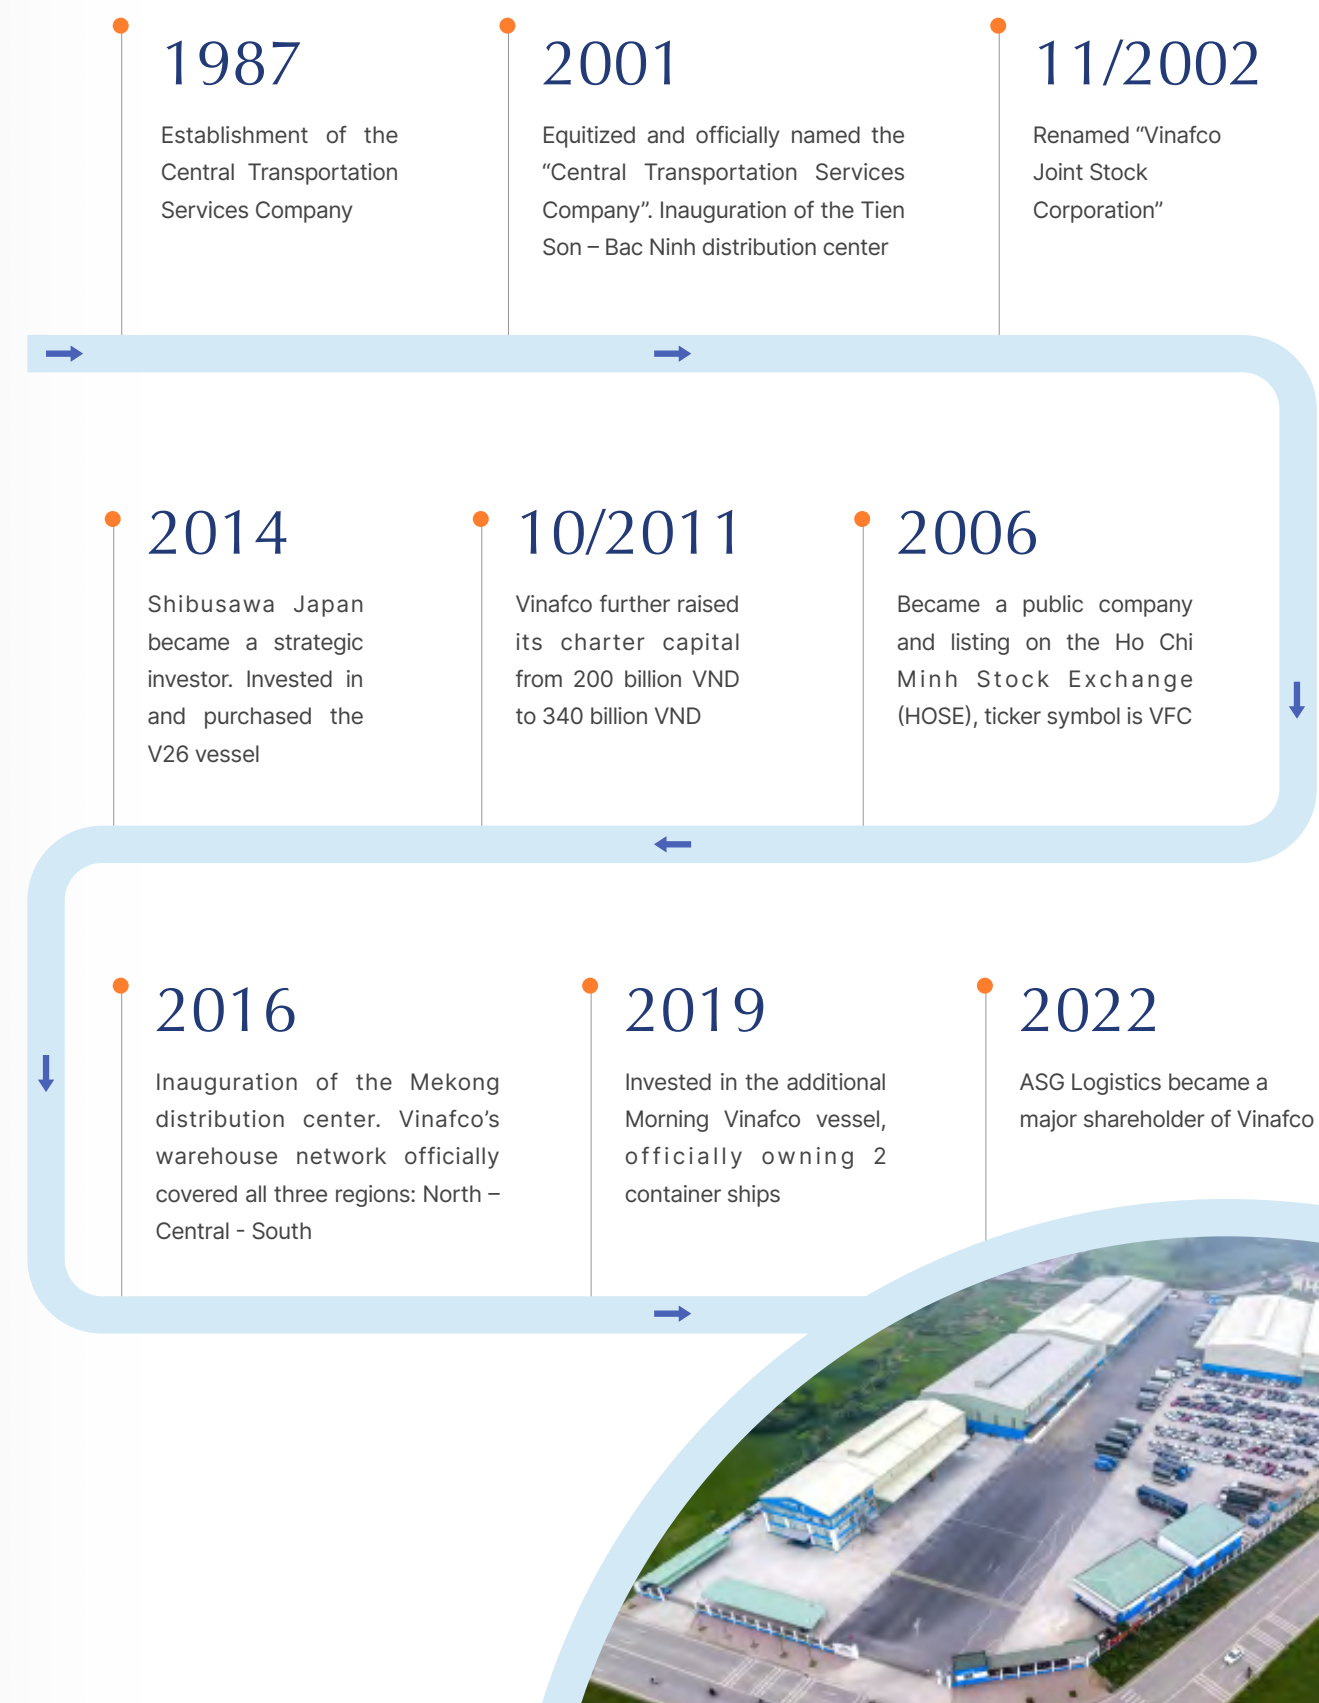 1987
Establishment of the
Central Transportation
Services Company
2001
Equitized and officially named the
“Central Transportation Services
Company”. Inauguration of the Tien
Son – Bac Ninh distribution center
11/2002
Renamed “Vinafco
Joint Stock
Corporation”
2014
Shibusawa Japan
became a strategic
investor. Invested in
and purchased the
V26 vessel
10/2011
Vinafco further raised
its charter capital
from 200 billion VND
to 340 billion VND
2006
Became a public company
and listing on the Ho Chi
Minh Stock Exchange
(HOSE), ticker symbol is VFC
2016
Inauguration of the Mekong
distribution center. Vinafco’s
warehouse network officially
covered all three regions: North –
Central - South
2019
Invested in the additional
Morning Vinafco vessel,
officially owning 2
container ships
2022
ASG Logistics became a
major shareholder of Vinafco